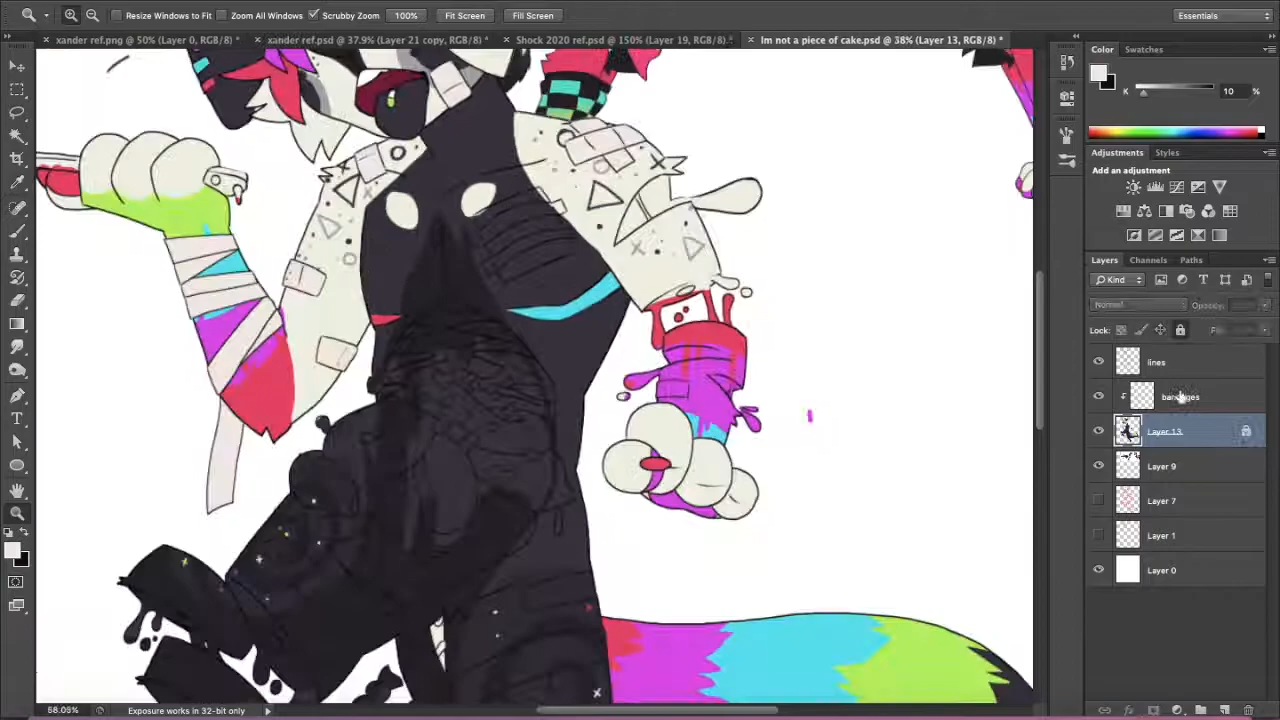 Resize Windows to Fit Zoom All Windows Scrubby Zoom 100% Fit Screen Fill Screen Essentials
xander ref.png @ 50% (Layer 0, RGB/8) * xander ref.psd @ 37.9% (Layer 21 copy, RGB/8) * Shock 2020 ref.psd @ 150% (Layer 19, RGB/8) * Im not a piece of cake.psd @ 38% (Layer 13, RGB/8) *
Color Swatches
K 10 %
Adjustments Styles
Add an adjustment
Layers Channels Paths
Kind
Normal Opacity:
Lock:
lines
Layer 13
Layer 9
Layer 7
Layer 1
Layer 0
Exposure works in 32-bit only